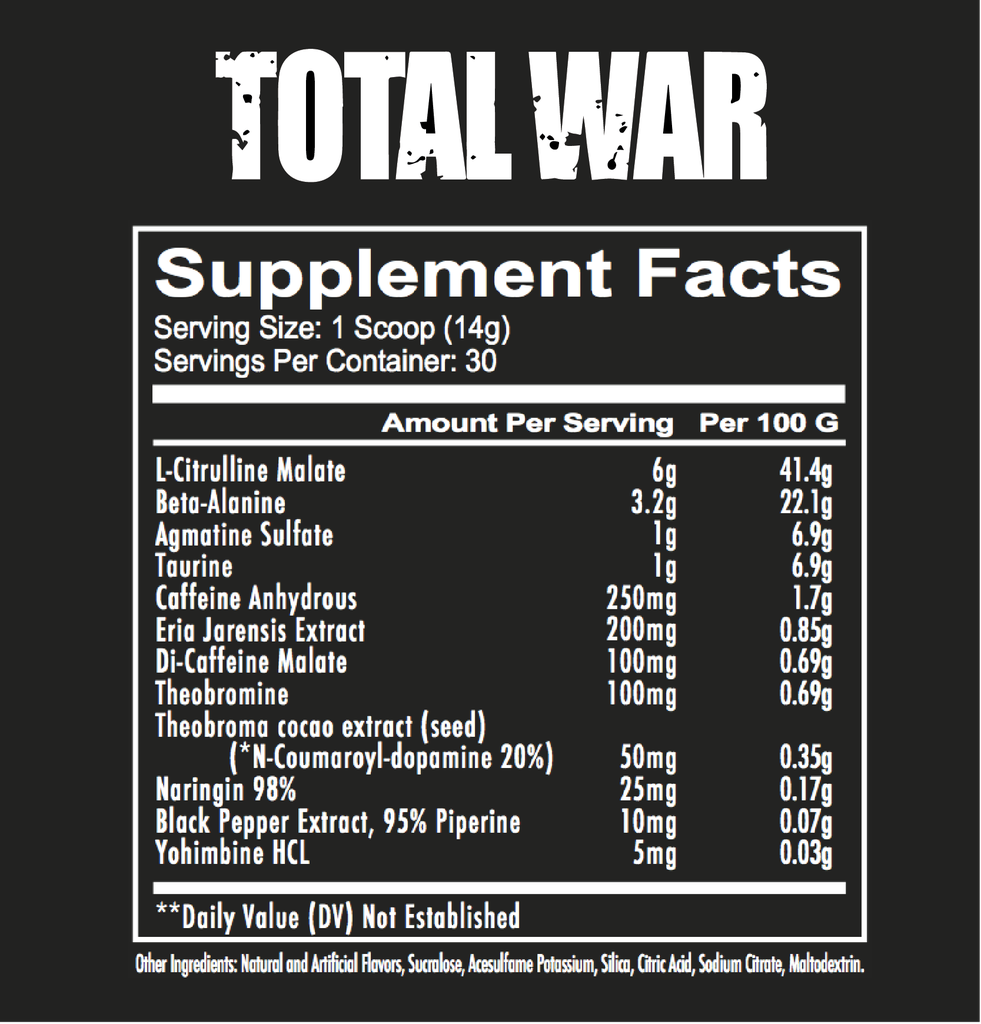 TOTAL WAR
Supplement Facts
Serving Size: 1 Scoop (14g)
Servings Per Container: 30
Amount Per Serving Per 100 G
L-Citrulline Malate 6g 41.4g
Beta-Alanine 3.2g 22.1g
Agmatine Sulfate 1g 6.9g
Taurine 1g 6.9g
Caffeine Anhydrous 250mg 1.7g
Eria Jarensis Extract 200mg 0.85g
Di-Caffeine Malate 100mg 0.69g
Theobromine 100mg 0.69g
Theobroma cocao extract (seed)
(*N-Coumaroyl-dopamine 20%) 50mg 0.35g
Naringin 98% 25mg 0.17g
Black Pepper Extract, 95% Piperine 10mg 0.07g
Yohimbine HCL 5mg 0.03g
**Daily Value (DV) Not Established
Other Ingredients: Natural and Artificial Flavors, Sucralose, Acesulfame Potassium, Silica, Citric Acid, Sodium Citrate, Maltodextrin.